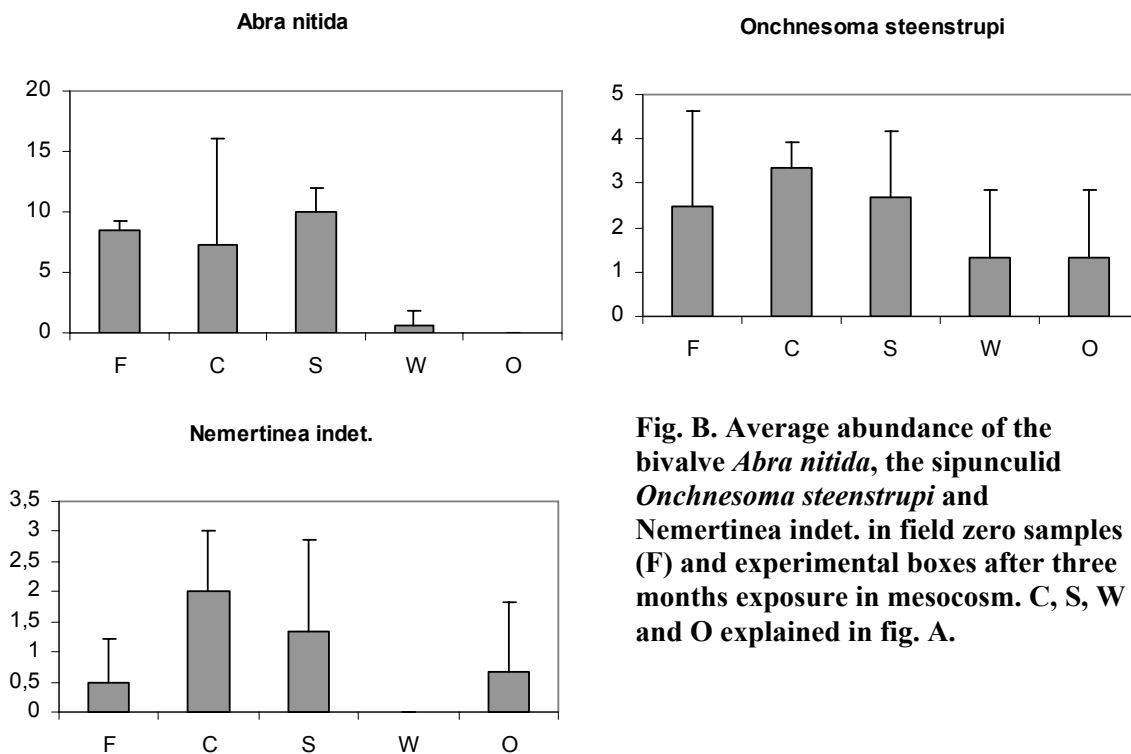 Abra nitida
20
15
10
5
0
F C S W O
Onchnesoma steenstrupi
5
4
3
2
1
0
F C S W O
Nemertinea indet.
3,5
3
2,5
2
1,5
1
0,5
0
F C S W O
Fig. B. Average abundance of the
bivalve Abra nitida, the sipunculid
Onchnesoma steenstrupi and
Nemertinea indet. in field zero samples
(F) and experimental boxes after three
months exposure in mesocosm. C, S, W
and O explained in fig. A.